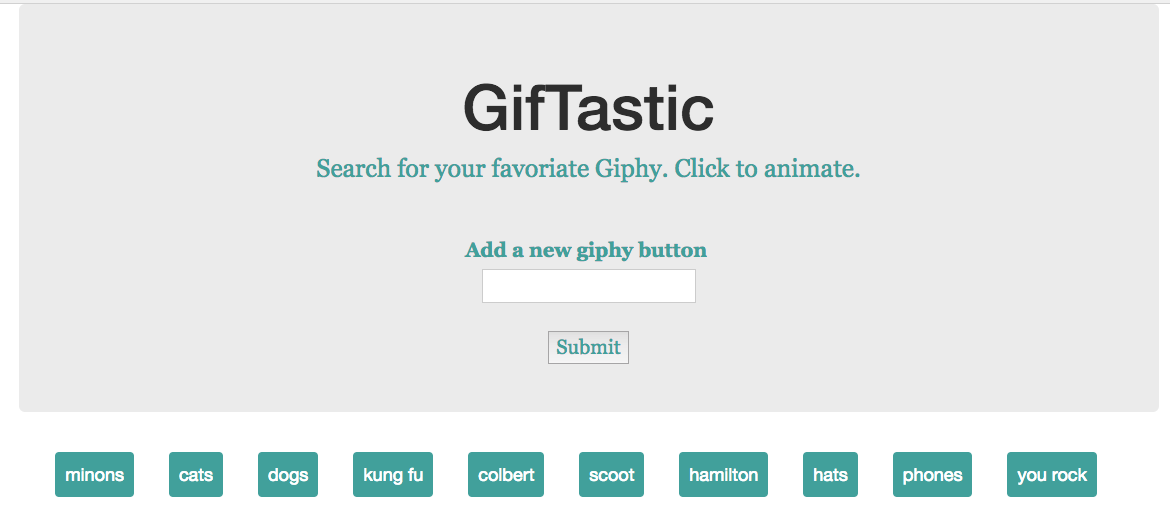 GifTastic
Search for your favoriate Giphy. Click to animate.
Add a new giphy button
Submit
minons cats dogs kung fu colbert scoot hamilton hats phones you rock